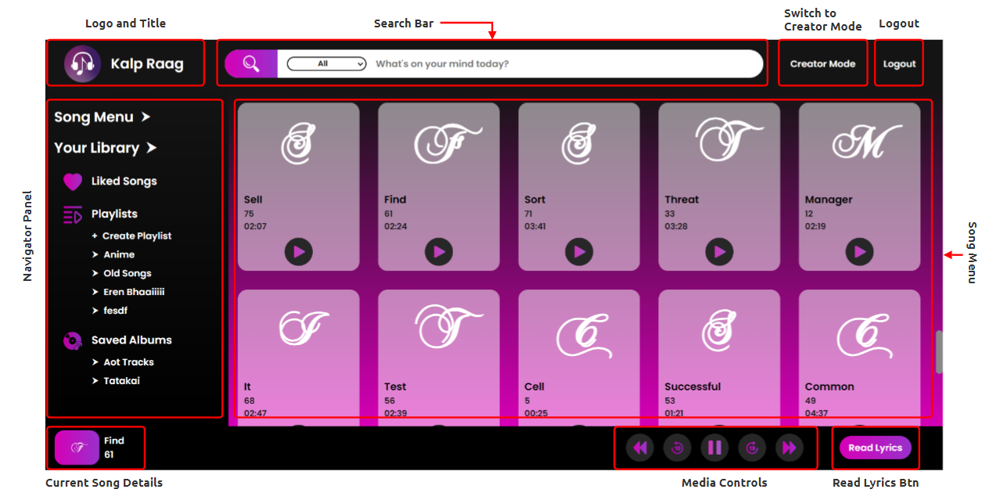 Logo and Title
Search Bar
Switch to
Creator Mode
Logout
Kalp Raag
All
What's on your mind today?
Creator Mode
Logout
Navigator Panel
Song Menu
Your Library
Liked Songs
Playlists
+ Create Playlist
Anime
Old Songs
Eren Bhaaiiiii
fesdf
Saved Albums
Aot Tracks
Tatakai
S
Sell
75
02:07
F
Find
61
02:24
S
Sort
71
03:41
T
Threat
33
03:28
M
Manager
12
02:19
I
It
68
02:47
T
Test
56
02:39
C
Cell
5
00:25
S
Successful
53
01:21
C
Common
49
04:37
Song Menu
F
Find
61
10
10
Read Lyrics
Current Song Details
Media Controls
Read Lyrics Btn